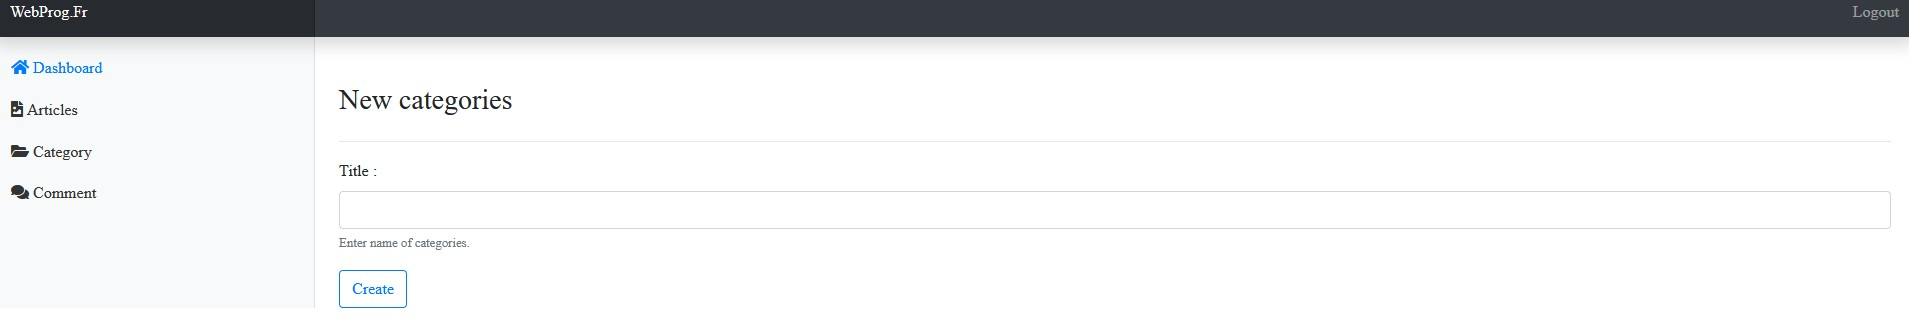 WebProg.Fr
Logout
Dashboard
Articles
Category
Comment
New categories
Title :
Enter name of categories.
Create